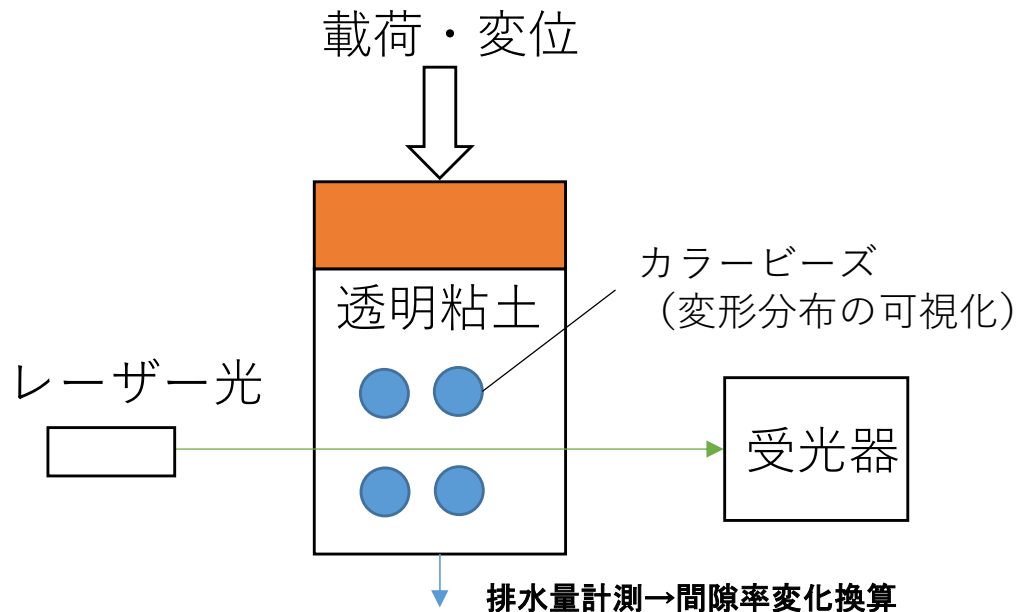 載荷・変位
カラービーズ
（変形分布の可視化）
透明粘土
レーザー光
受光器
排水量計測→間隙率変化換算